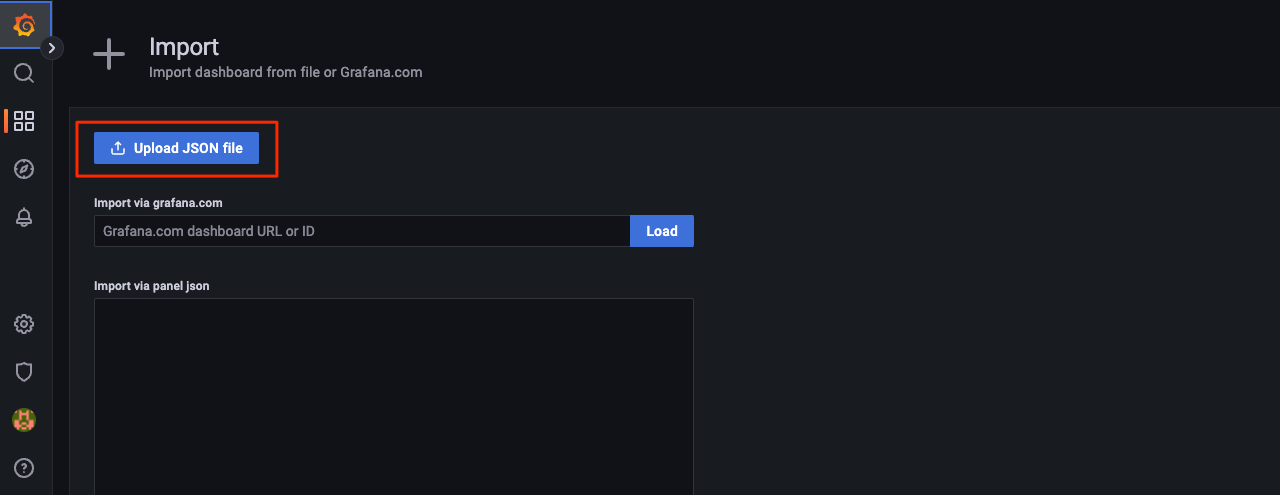 Import
Import dashboard from file or Grafana.com
Upload JSON file
Import via grafana.com
Grafana.com dashboard URL or ID
Load
Import via panel json